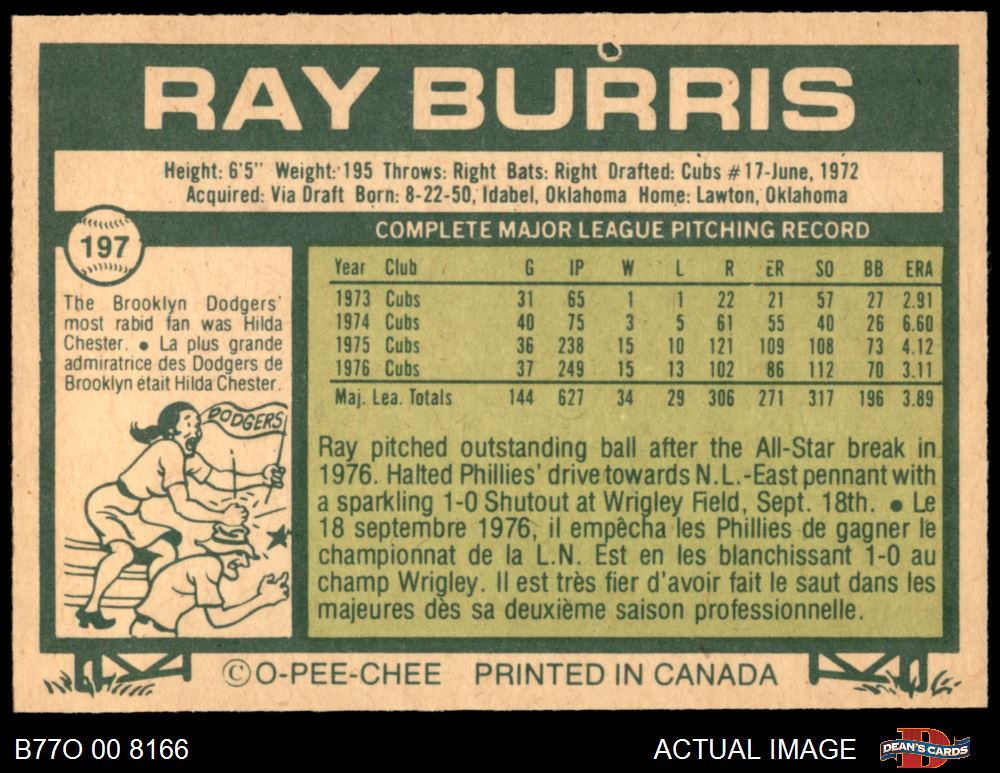 RAY BURRIS
Height: 6'5" Weight: 195 Throws: Right Bats: Right Drafted: Cubs #17-June, 1972
Acquired: Via Draft Born: 8-22-50, Idabel, Oklahoma Home: Lawton, Oklahoma
197
The Brooklyn Dodgers'
most rabid fan was Hilda
Chester. ● La plus grande
admiratrice des Dodgers de
Brooklyn était Hilda Chester.
DODGERS
COMPLETE MAJOR LEAGUE PITCHING RECORD
Year Club G IP W L R ER SO BB ERA
1973 Cubs 31 65 1 1 22 21 57 27 2.91
1974 Cubs 40 75 3 5 61 55 40 26 6.60
1975 Cubs 36 238 15 10 121 109 108 73 4.12
1976 Cubs 37 249 15 13 102 86 112 70 3.11
Maj. Lea. Totals 144 627 34 29 306 271 317 196 3.89
Ray pitched outstanding ball after the All-Star break in
1976. Halted Phillies' drive towards N.L.-East pennant with
a sparkling 1-0 Shutout at Wrigley Field, Sept. 18th. ● Le
18 septembre 1976, il empêcha les Phillies de gagner le
championnat de la L.N. Est en les blanchissant 1-0 au
champ Wrigley. Il est très fier d'avoir fait le saut dans les
majeures dès sa deuxième saison professionnelle.
©O-PEE-CHEE PRINTED IN CANADA
B77O 00 8166
ACTUAL IMAGE
DEAN'S CARDS